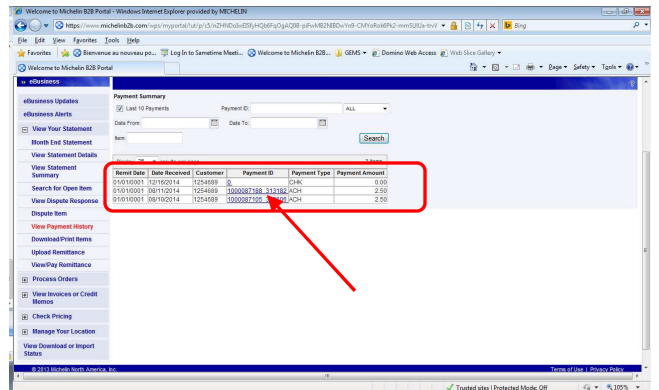 Welcome to Michelin B2B Portal - Windows Internet Explorer provided by MICHELIN
Bing
File Edit View Favorites Tools Help
Favorites Bienvenue au nouveau po... Log In to Sametime Meeti... Welcome to Michelin B2B... GEMS Domino Web Access Web Slice Gallery
Welcome to Michelin B2B Portal
Page Safety Tools
eBusiness
Payment Summary
eBusiness Updates
Last 10 Payments Payment ID: ALL
eBusiness Alerts
Date From: Date To:
View Your Statement
Item: Search
Month End Statement
View Statement Details
View Statement Summary
Remit Date Date Received Customer Payment ID Payment Type Payment Amount
01/01/0001 12/16/2014 1254689 0 CHK 0.00
01/01/0001 08/11/2014 1254689 1000087188_313182 ACH 2.50
01/01/0001 08/10/2014 1254689 1000087105 ACH 2.50
Search for Open Item
View Dispute Response
Dispute Item
View Payment History
Download/Print Items
Upload Remittance
View/Pay Remittance
Process Orders
View Invoices or Credit Memos
Check Pricing
Manage Your Location
View Download or Import Status
© 2013 Michelin North America, Inc. Terms of Use | Privacy Policy
Trusted sites | Protected Mode: Off 105%